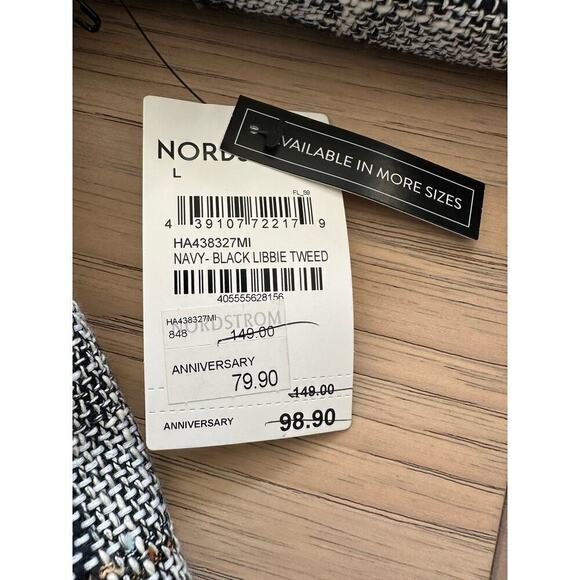 NORDS
AVAILABLE IN MORE SIZES
L
FL_59
4 39107 72217 9
HA438327MI
NAVY- BLACK LIBBIE TWEED
405555628156
HA438327MI
NORDSTROM
848 149.00
ANNIVERSARY
79.90
149.00
ANNIVERSARY 98.90